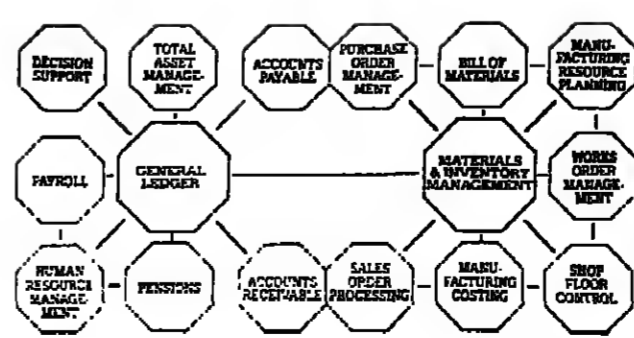 DECISION
SUPPORT
TOTAL
ASSET
MANAGE-
MENT
ACCOUNTS
PAYABLE
PURCHASE
ORDER
MANAGE-
MENT
BILL OF
MATERIALS
MANU-
FACTURING
RESOURCE
PLANNING
PAYROLL
GENERAL
LEDGER
MATERIALS
& INVENTORY
MANAGEMENT
WORKS
ORDER
MANAGE-
MENT
HUMAN
RESOURCE
MANAGE-
MENT
PENSIONS
ACCOUNTS
RECEIVABLE
SALES
ORDER
PROCESSING
MANU-
FACTURING
COSTING
SHOP
FLOOR
CONTROL